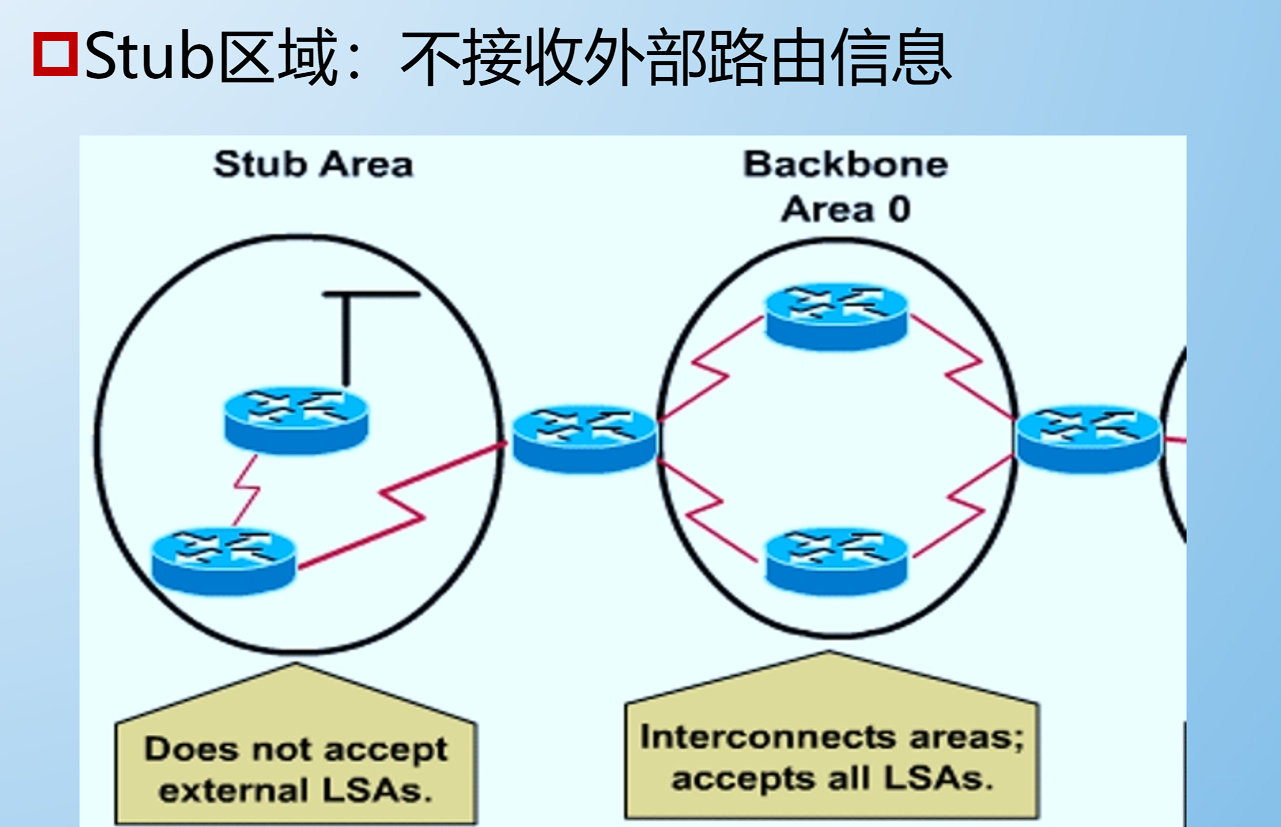 Stub区域：不接收外部路由信息
Stub Area
Backbone
Area 0
Does not accept
external LSAs.
Interconnects areas;
accepts all LSAs.